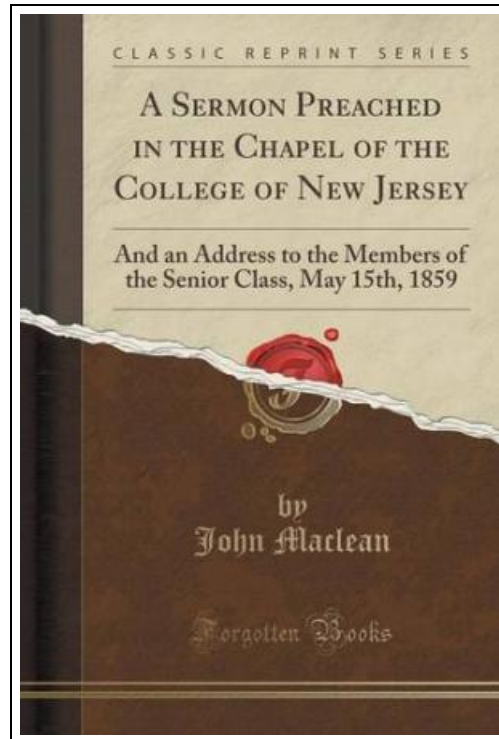 CLASSIC REPRINT SERIES
A SERMON PREACHED
IN THE CHAPEL OF THE
COLLEGE OF NEW JERSEY
And an Address to the Members of
the Senior Class, May 15th, 1859
F
by
John Maclean
Forgotten Books